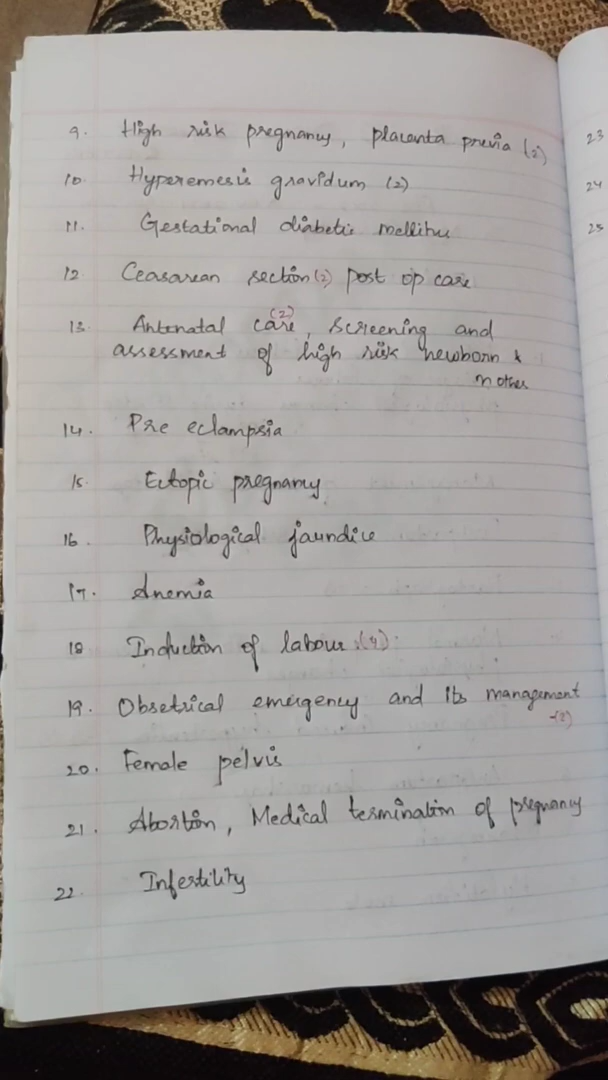 9. High risk pregnancy, placenta previa (2)
10. Hyperemesis gravidum (2)
11. Gestational diabetic mellitus
12 Ceasarean section (2) post op care
13. Antenatal care (2), screening and
assessment of high risk newborn &
mother
14. Pre eclampsia
15. Ectopic pregnancy
16. Physiological jaundice
17. Anemia
18 Induction of labour (4)
19. Obsetrical emergency and its management
-(2)
20. Female pelvis
21. Abortion, Medical termination of pregnancy
22. Infertility
23
24
25